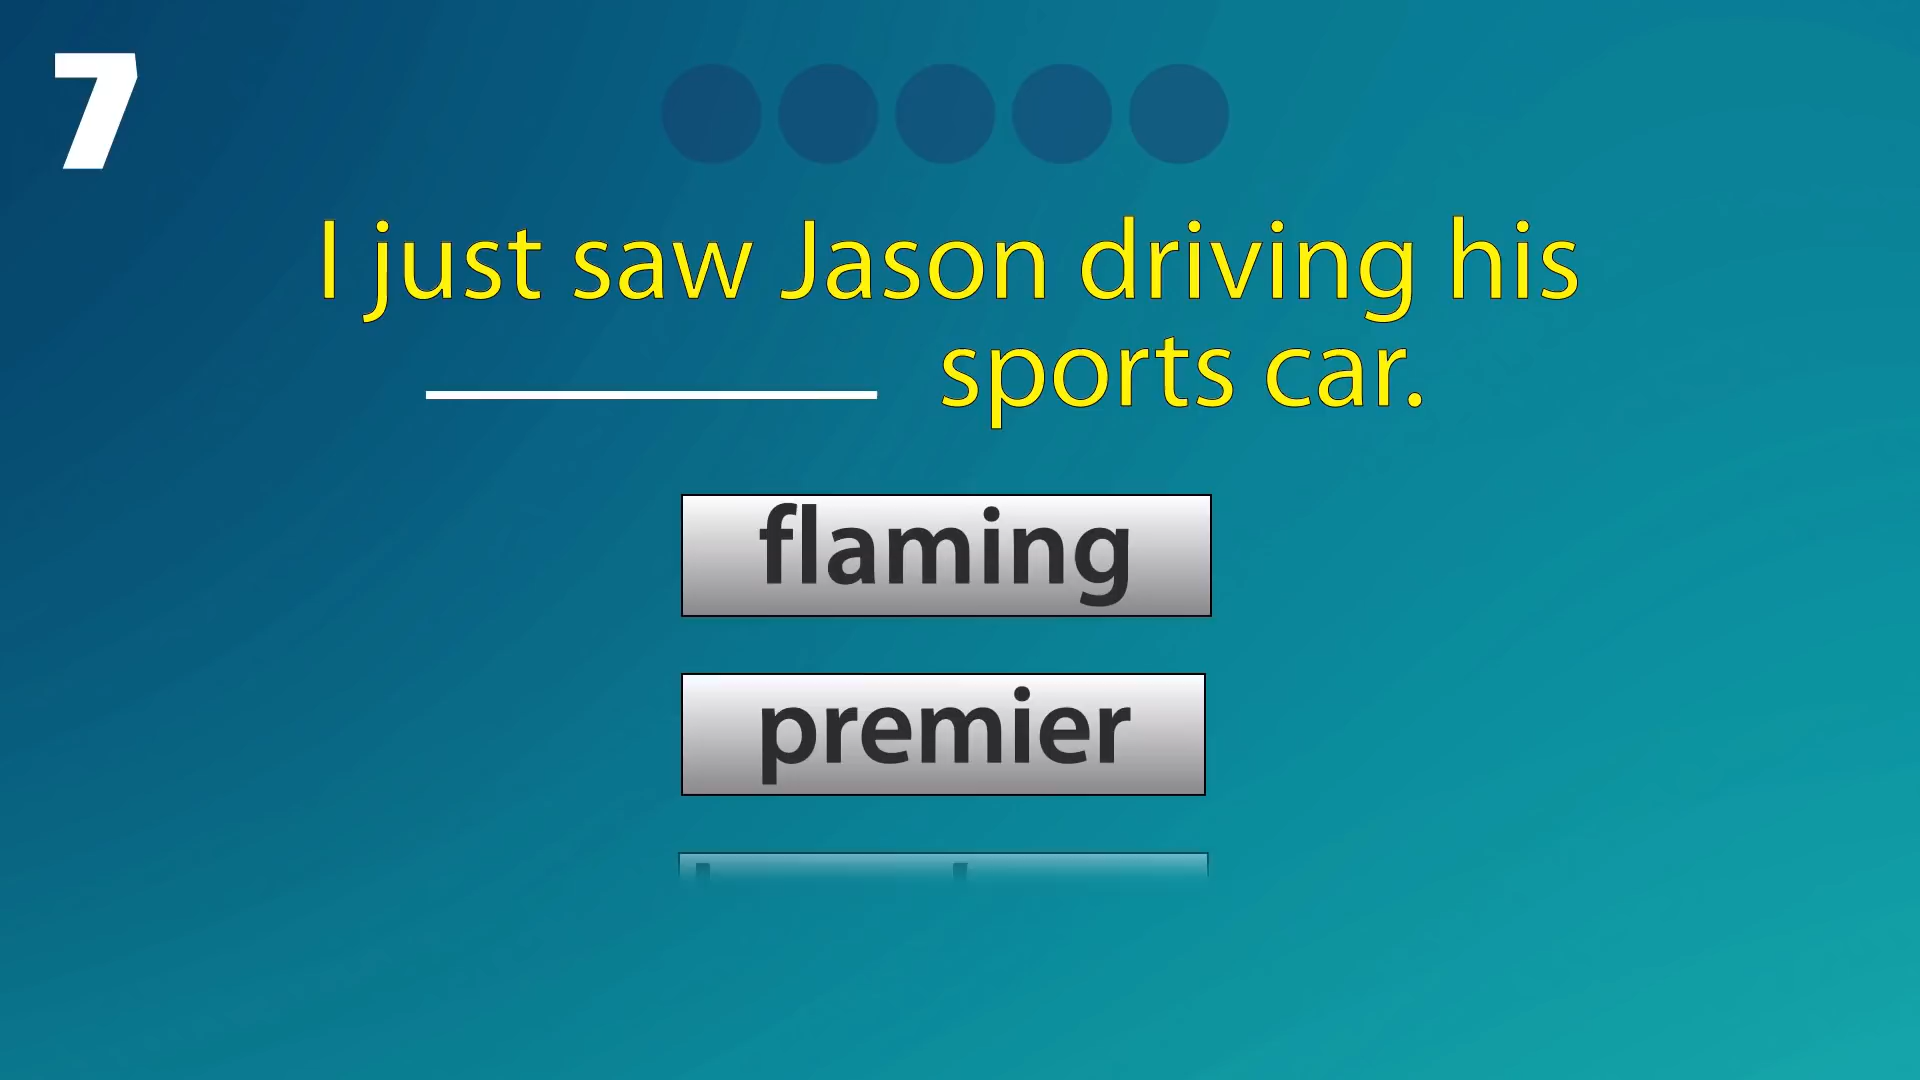 7
I just saw Jason driving his
sports car.
flaming
premier